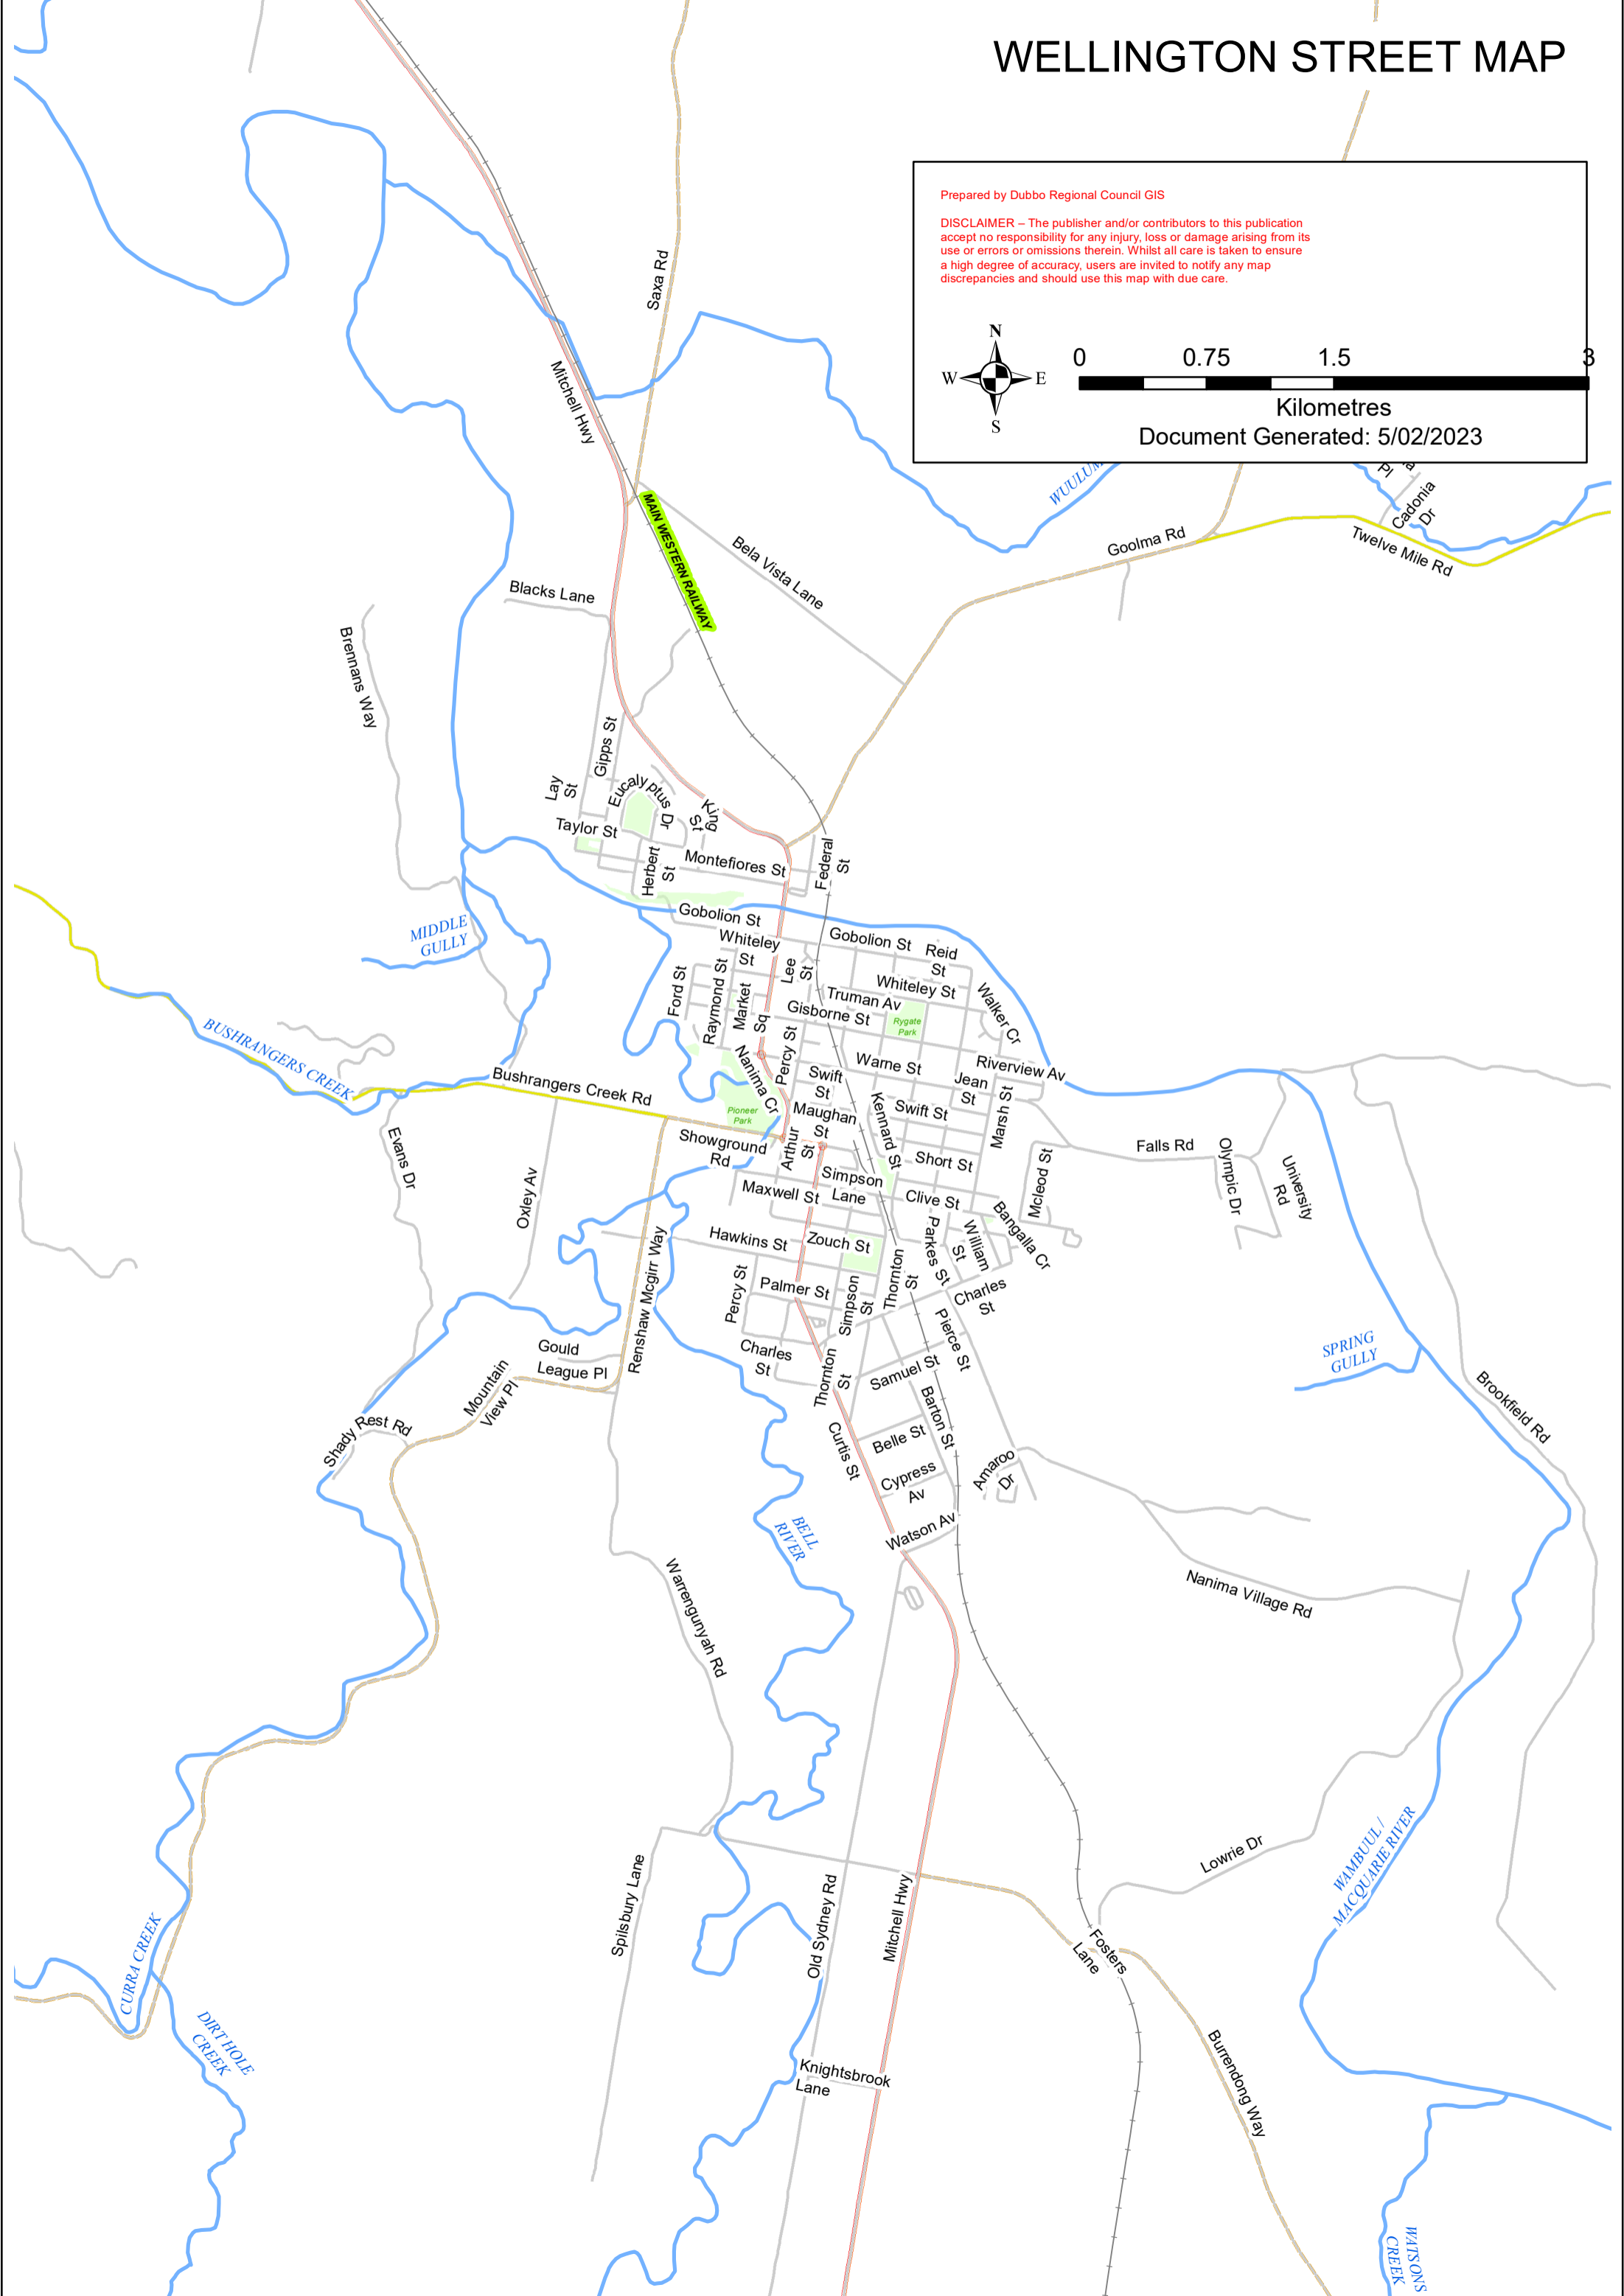 WELLINGTON STREET MAP
Prepared by Dubbo Regional Council GIS
DISCLAIMER – The publisher and/or contributors to this publication
accept no responsibility for any injury, loss or damage arising from its
use or errors or omissions therein. Whilst all care is taken to ensure
a high degree of accuracy, users are invited to notify any map
discrepancies and should use this map with due care.
N
W
E
S
0
0.75
1.5
3
Kilometres
Document Generated: 5/02/2023
Saxa Rd
Mitchell Hwy
Pl
Cadonia
Dr
Goolma Rd
Twelve Mile Rd
MAIN WESTERN RAILWAY
Bela Vista Lane
Blacks Lane
Brennans Way
Gipps St
Lay
St
Eucalyptus
Dr
King
St
Taylor St
Herbert
St
Montefiores St
Federal
St
MIDDLE
GULLY
Gobolion St
Whiteley
St
Gobolion St
Reid
St
Ford St
Raymond St
Market
Sq
Lee
St
Whiteley St
Truman Av
Walker Cr
Gisborne St
Rygate
Park
BUSHRANGERS CREEK
Nanima Cr
Percy St
Warne St
Riverview Av
Bushrangers Creek Rd
Swift
St
Jean
St
Pioneer
Park
Maughan
St
Kennard St
Swift St
Marsh St
Evans Dr
Showground
Rd
Arthur
St
Short St
Falls Rd
Mcleod St
Olympic Dr
University
Rd
Oxley Av
Simpson
Lane
Maxwell St
Clive St
Bangalla Cr
Parkes St
William
St
Renshaw Mcgirr Way
Hawkins St
Zouch St
Thornton
St
Percy St
Palmer St
Simpson
St
Charles
St
Pierce St
Gould
League Pl
Charles
St
Thornton
St
Samuel St
SPRING
GULLY
Mountain
View Pl
Barton St
Brookfield Rd
Shady Rest Rd
Curtis St
Belle St
Cypress
Av
Amaroo
Dr
BELL
RIVER
Watson Av
Warrengunyah Rd
Nanima Village Rd
Lowrie Dr
WAMBUUL /
MACQUARIE RIVER
Spilsbury Lane
Old Sydney Rd
Mitchell Hwy
Fosters
Lane
CURRA CREEK
DIRT HOLE
CREEK
Knightsbrook
Lane
Burrendong Way
WATSONS
CREEK